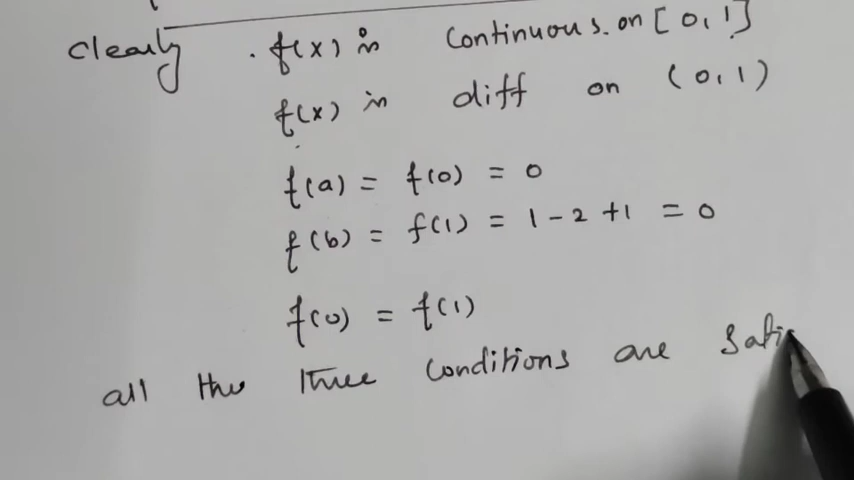 Clearly . f(x) is continuous. on [0,1]
f(x) is diff on (0,1)
f(a) = f(0) = 0
f(b) = f(1) = 1 - 2 + 1 = 0
f(0) = f(1)
all the three conditions are Satis